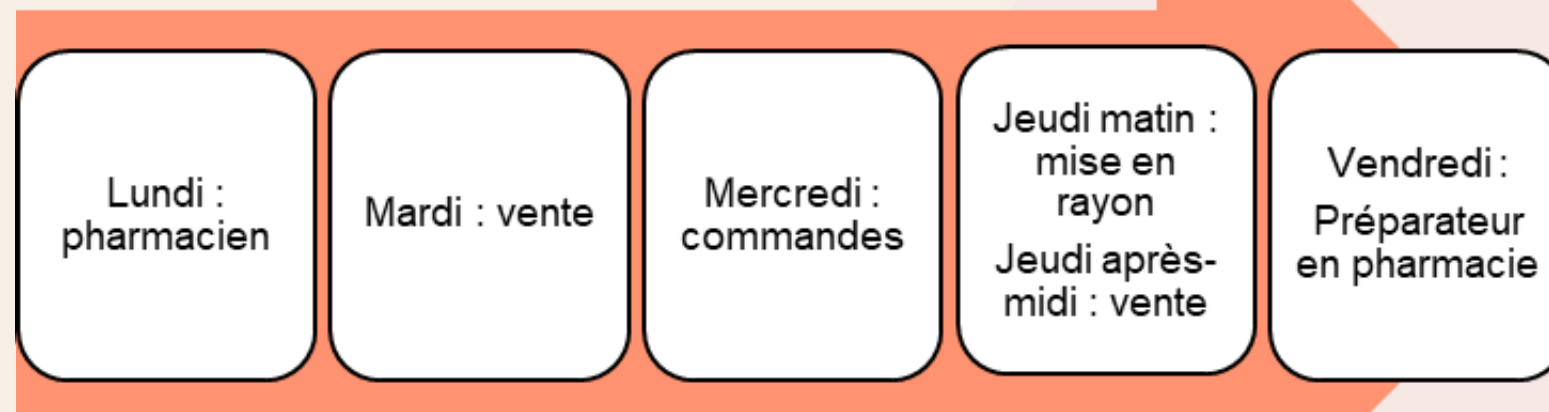 Lundi :
pharmacien
Mardi : vente
Mercredi :
commandes
Jeudi matin :
mise en
rayon
Jeudi après-
midi : vente
Vendredi :
Préparateur
en pharmacie